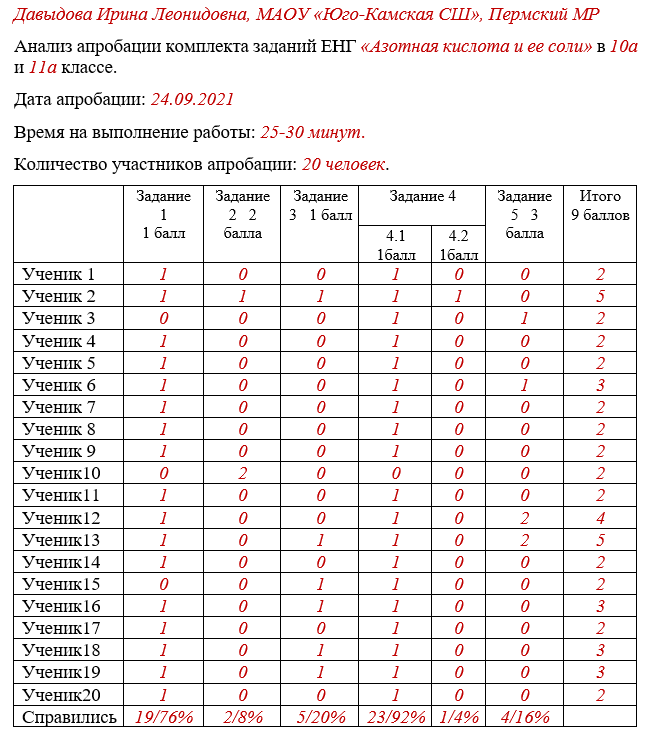 Давыдова Ирина Леонидовна, МАОУ «Юго-Камская СШ», Пермский МР
Анализ апробации комплекта заданий ЕНГ «Азотная кислота и ее соли» в 10а
и 11а классе.
Дата апробации: 24.09.2021
Время на выполнение работы: 25-30 минут.
Количество участников апробации: 20 человек.
Задание 1 1 балл Задание 2 2 балла Задание 3 1 балл Задание 4 Задание 5 3 балла Итого 9 баллов
4.1 1балл 4.2 1балл
Ученик 1 1 0 0 1 0 0 2
Ученик 2 1 1 1 1 1 0 5
Ученик 3 0 0 0 1 0 1 2
Ученик 4 1 0 0 1 0 0 2
Ученик 5 1 0 0 1 0 0 2
Ученик 6 1 0 0 1 0 1 3
Ученик 7 1 0 0 1 0 0 2
Ученик 8 1 0 0 1 0 0 2
Ученик 9 1 0 0 1 0 0 2
Ученик10 0 2 0 0 0 0 2
Ученик11 1 0 0 1 0 0 2
Ученик12 1 0 0 1 0 2 4
Ученик13 1 0 1 1 0 2 5
Ученик14 1 0 0 1 0 0 2
Ученик15 0 0 1 1 0 0 2
Ученик16 1 0 1 1 0 0 3
Ученик17 1 0 0 1 0 0 2
Ученик18 1 0 1 1 0 0 3
Ученик19 1 0 1 1 0 0 3
Ученик20 1 0 0 1 0 0 2
Справились 19/76% 2/8% 5/20% 23/92% 1/4% 4/16%